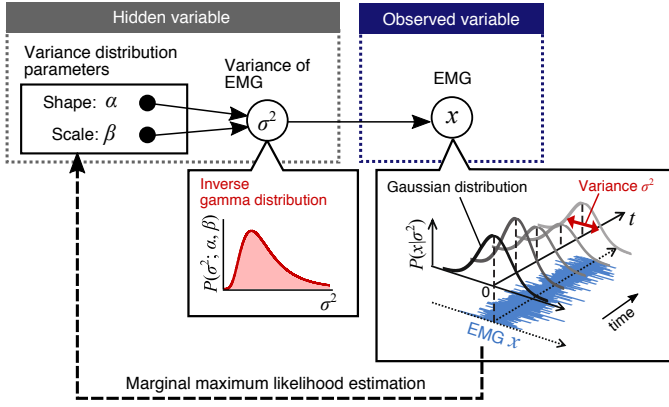 Hidden variable
Observed variable
Variance distribution
parameters
Shape: α
Scale: β
Variance of
EMG
σ²
EMG
x
Inverse
gamma distribution
P(σ²; α, β)
σ²
Gaussian distribution
Variance σ²
P(x|σ²)
t
0
EMG x
time
Marginal maximum likelihood estimation